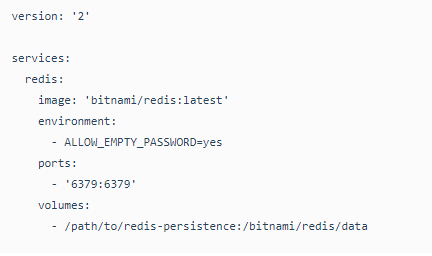 version: '2'

services:
  redis:
    image: 'bitnami/redis:latest'
    environment:
      - ALLOW_EMPTY_PASSWORD=yes
    ports:
      - '6379:6379'
    volumes:
      - /path/to/redis-persistence:/bitnami/redis/data